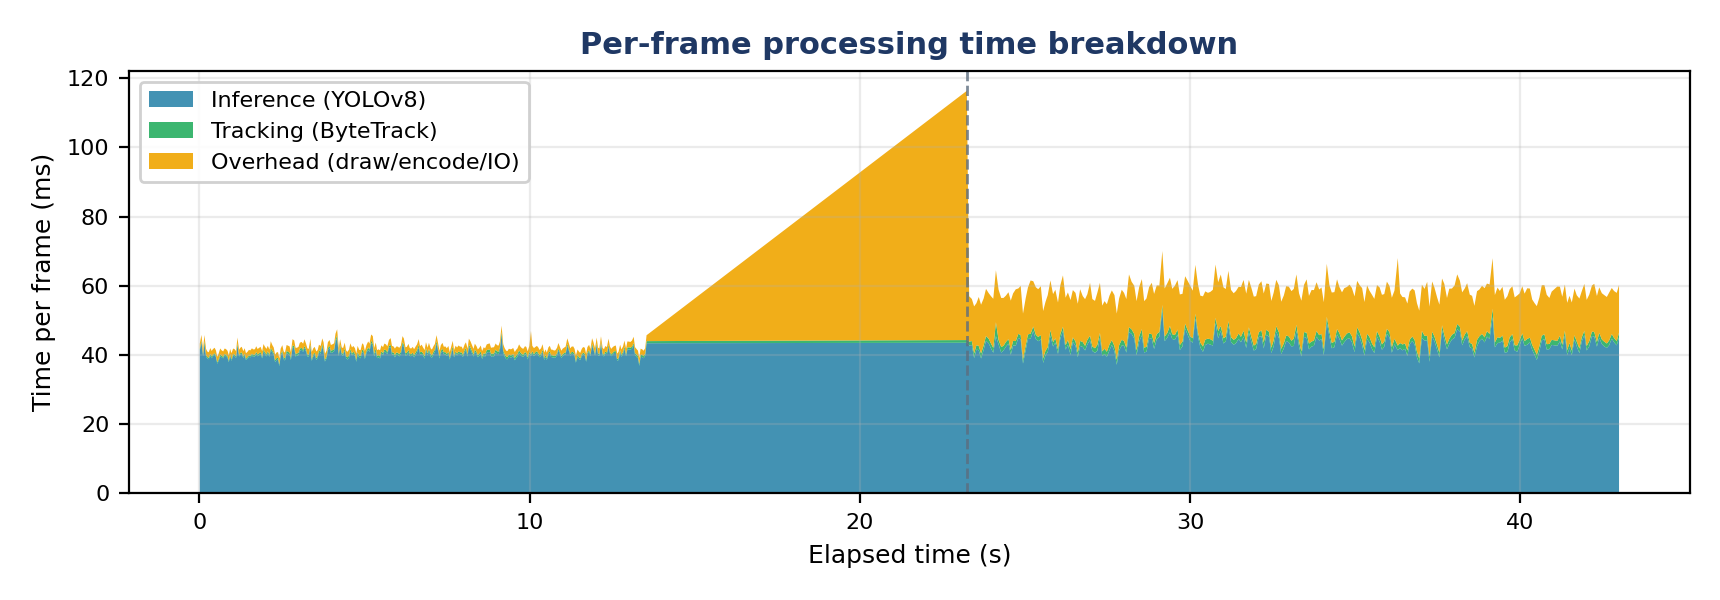 Per-frame processing time breakdown
Time per frame (ms)
120
100
80
60
40
20
0
Inference (YOLOv8)
Tracking (ByteTrack)
Overhead (draw/encode/IO)
0 10 20 30 40
Elapsed time (s)